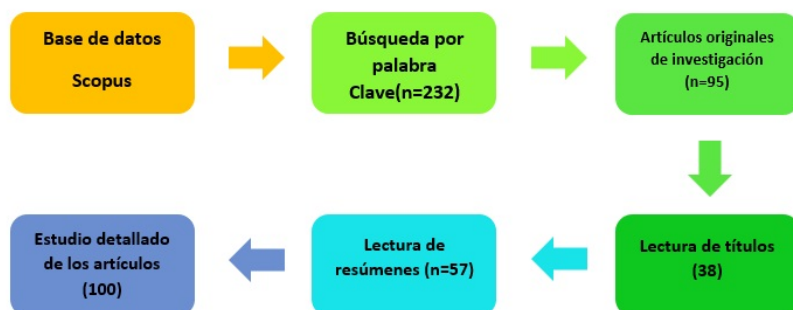 Base de datos
Scopus
Búsqueda por
palabra
Clave(n=232)
Artículos originales
de investigación
(n=95)
Lectura de títulos
(38)
Lectura de
resúmenes (n=57)
Estudio detallado
de los artículos
(100)